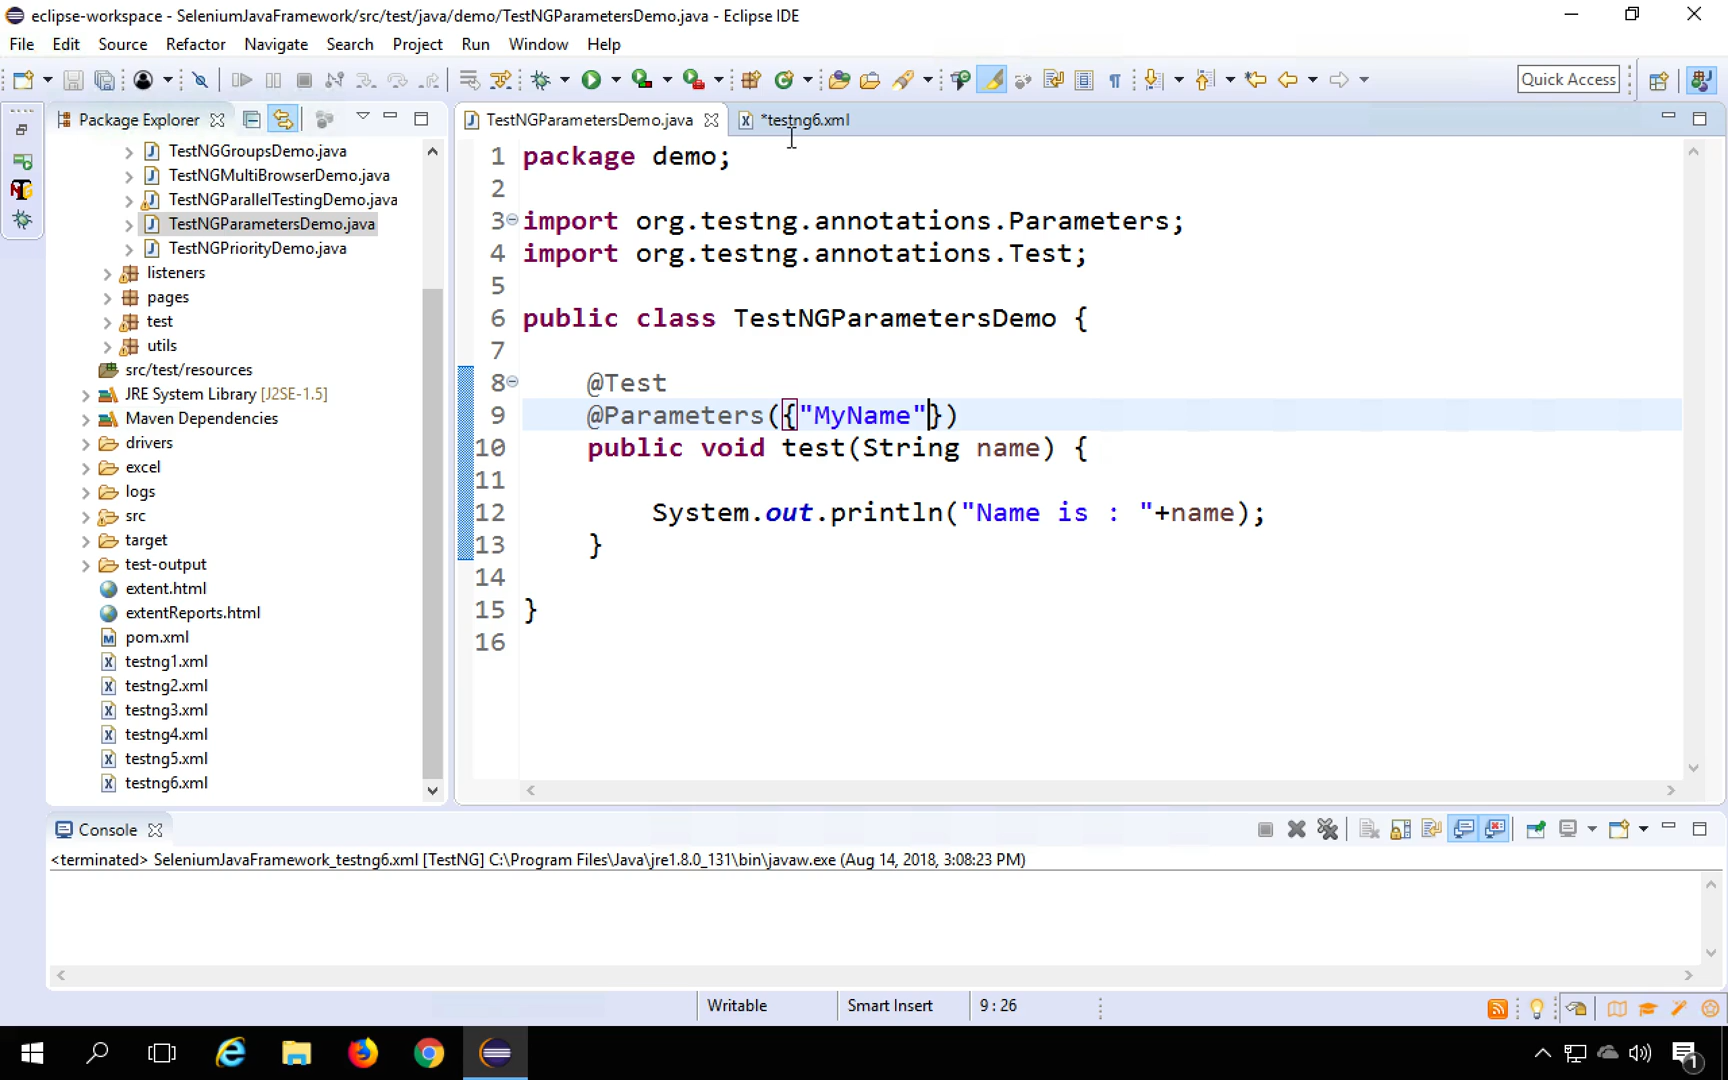 eclipse-workspace - SeleniumJavaFramework/src/test/java/demo/TestNGParametersDemo.java - Eclipse IDE
File Edit Source Refactor Navigate Search Project Run Window Help
Quick Access
Package Explorer
TestNGGroupsDemo.java
TestNGMultiBrowserDemo.java
TestNGParallelTestingDemo.java
TestNGParametersDemo.java
TestNGPriorityDemo.java
listeners
pages
test
utils
src/test/resources
JRE System Library [J2SE-1.5]
Maven Dependencies
drivers
excel
logs
src
target
test-output
extent.html
extentReports.html
pom.xml
testng1.xml
testng2.xml
testng3.xml
testng4.xml
testng5.xml
testng6.xml
TestNGParametersDemo.java *testng6.xml
1 package demo;
2
3 import org.testng.annotations.Parameters;
4 import org.testng.annotations.Test;
5
6 public class TestNGParametersDemo {
7
8 @Test
9 @Parameters({"MyName"})
10 public void test(String name) {
11
12 System.out.println("Name is : "+name);
13 }
14
15 }
16
Console
<terminated> SeleniumJavaFramework_testng6.xml [TestNG] C:\Program Files\Java\jre1.8.0_131\bin\javaw.exe (Aug 14, 2018, 3:08:23 PM)
Writable Smart Insert 9 : 26
1